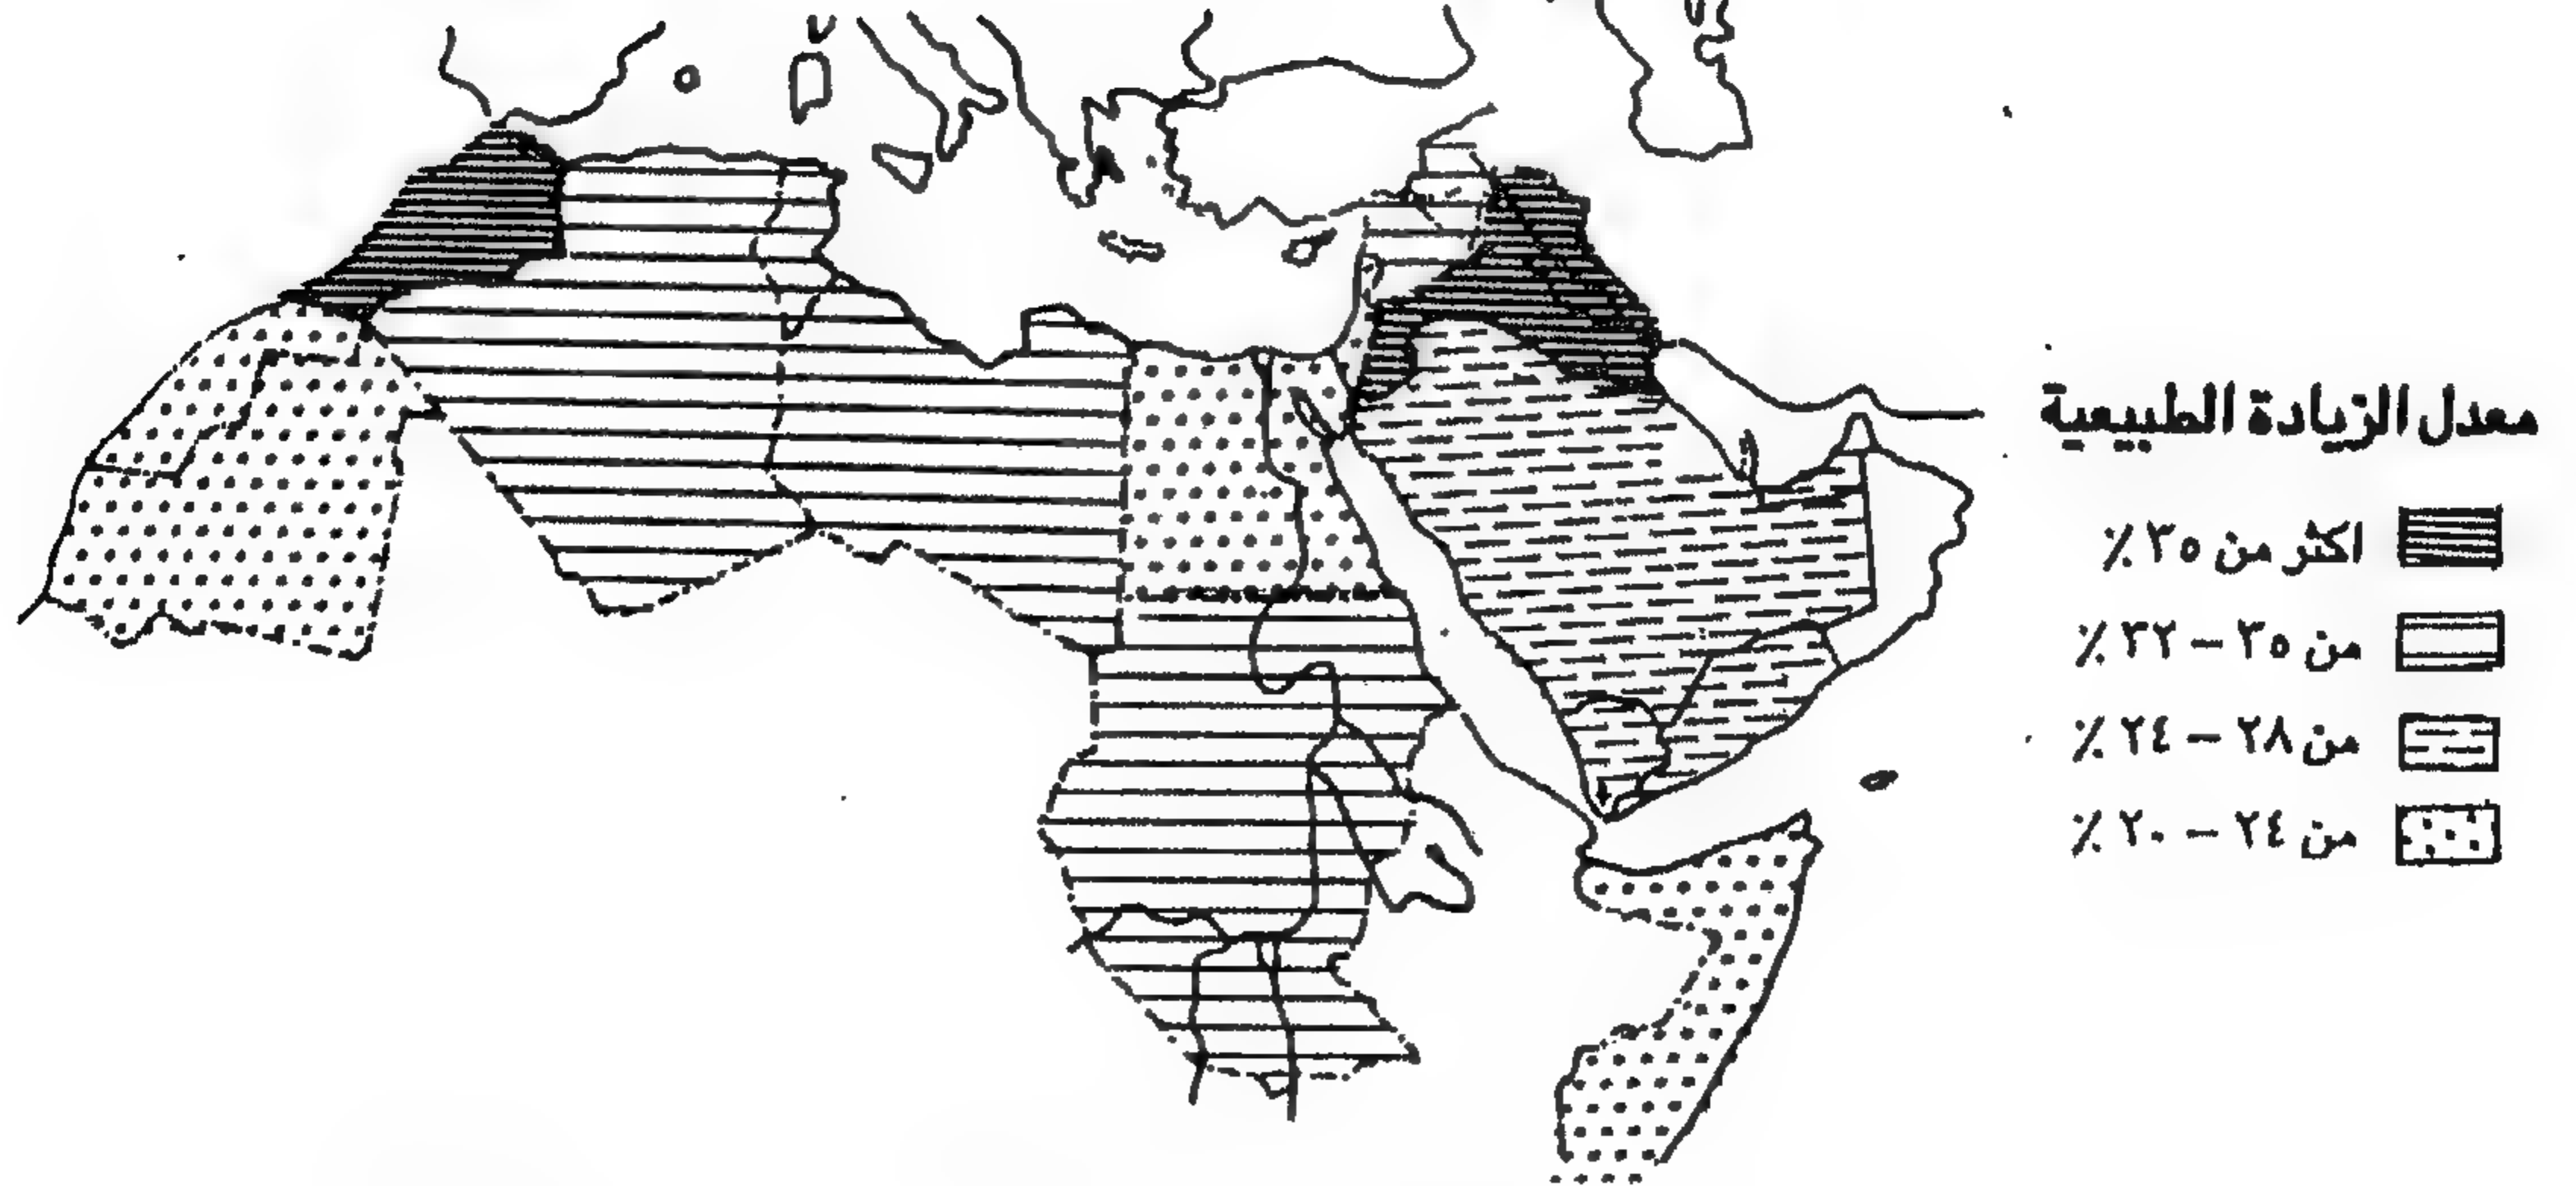 معدل الزيادة الطبيعية
اكثر من ٣٥ ٪
من ٣٥ – ٣٢ ٪
من ٢٨ – ٢٤ ٪
من ٢٤ – ٢٠ ٪